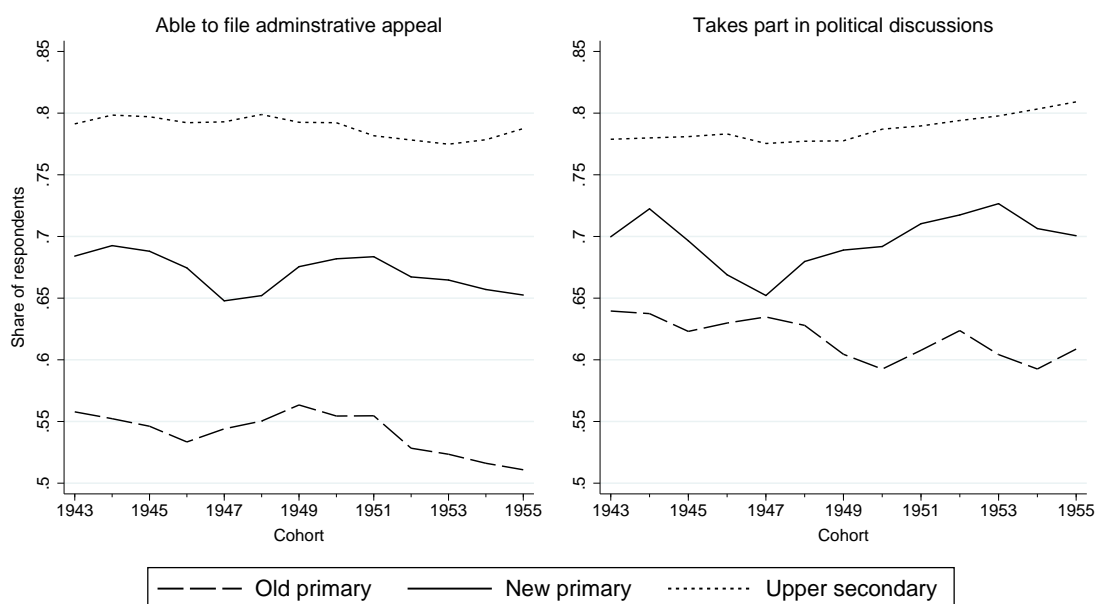 Able to file adminstrative appeal
Takes part in political discussions
Share of respondents
.85
.8
.75
.7
.65
.6
.55
.5
1943 1945 1947 1949 1951 1953 1955
Cohort
.85
.8
.75
.7
.65
.6
.55
.5
1943 1945 1947 1949 1951 1953 1955
Cohort
Old primary New primary Upper secondary